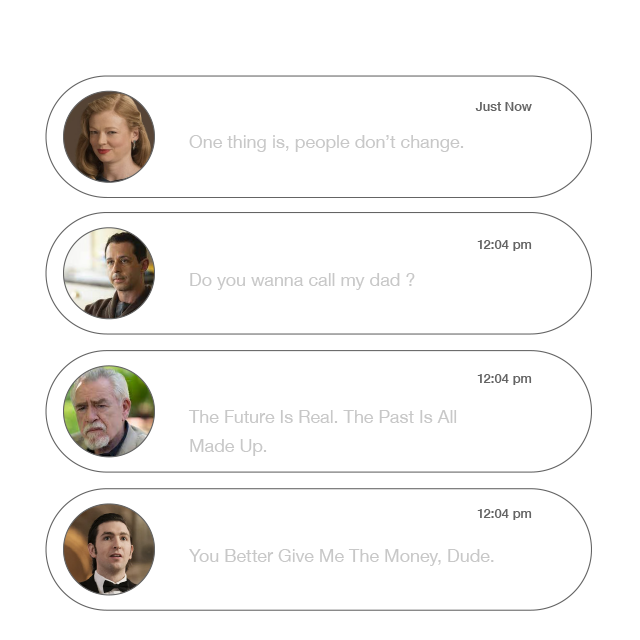 Just Now
One thing is, people don’t change.
12:04 pm
Do you wanna call my dad ?
12:04 pm
The Future Is Real. The Past Is All
Made Up.
12:04 pm
You Better Give Me The Money, Dude.